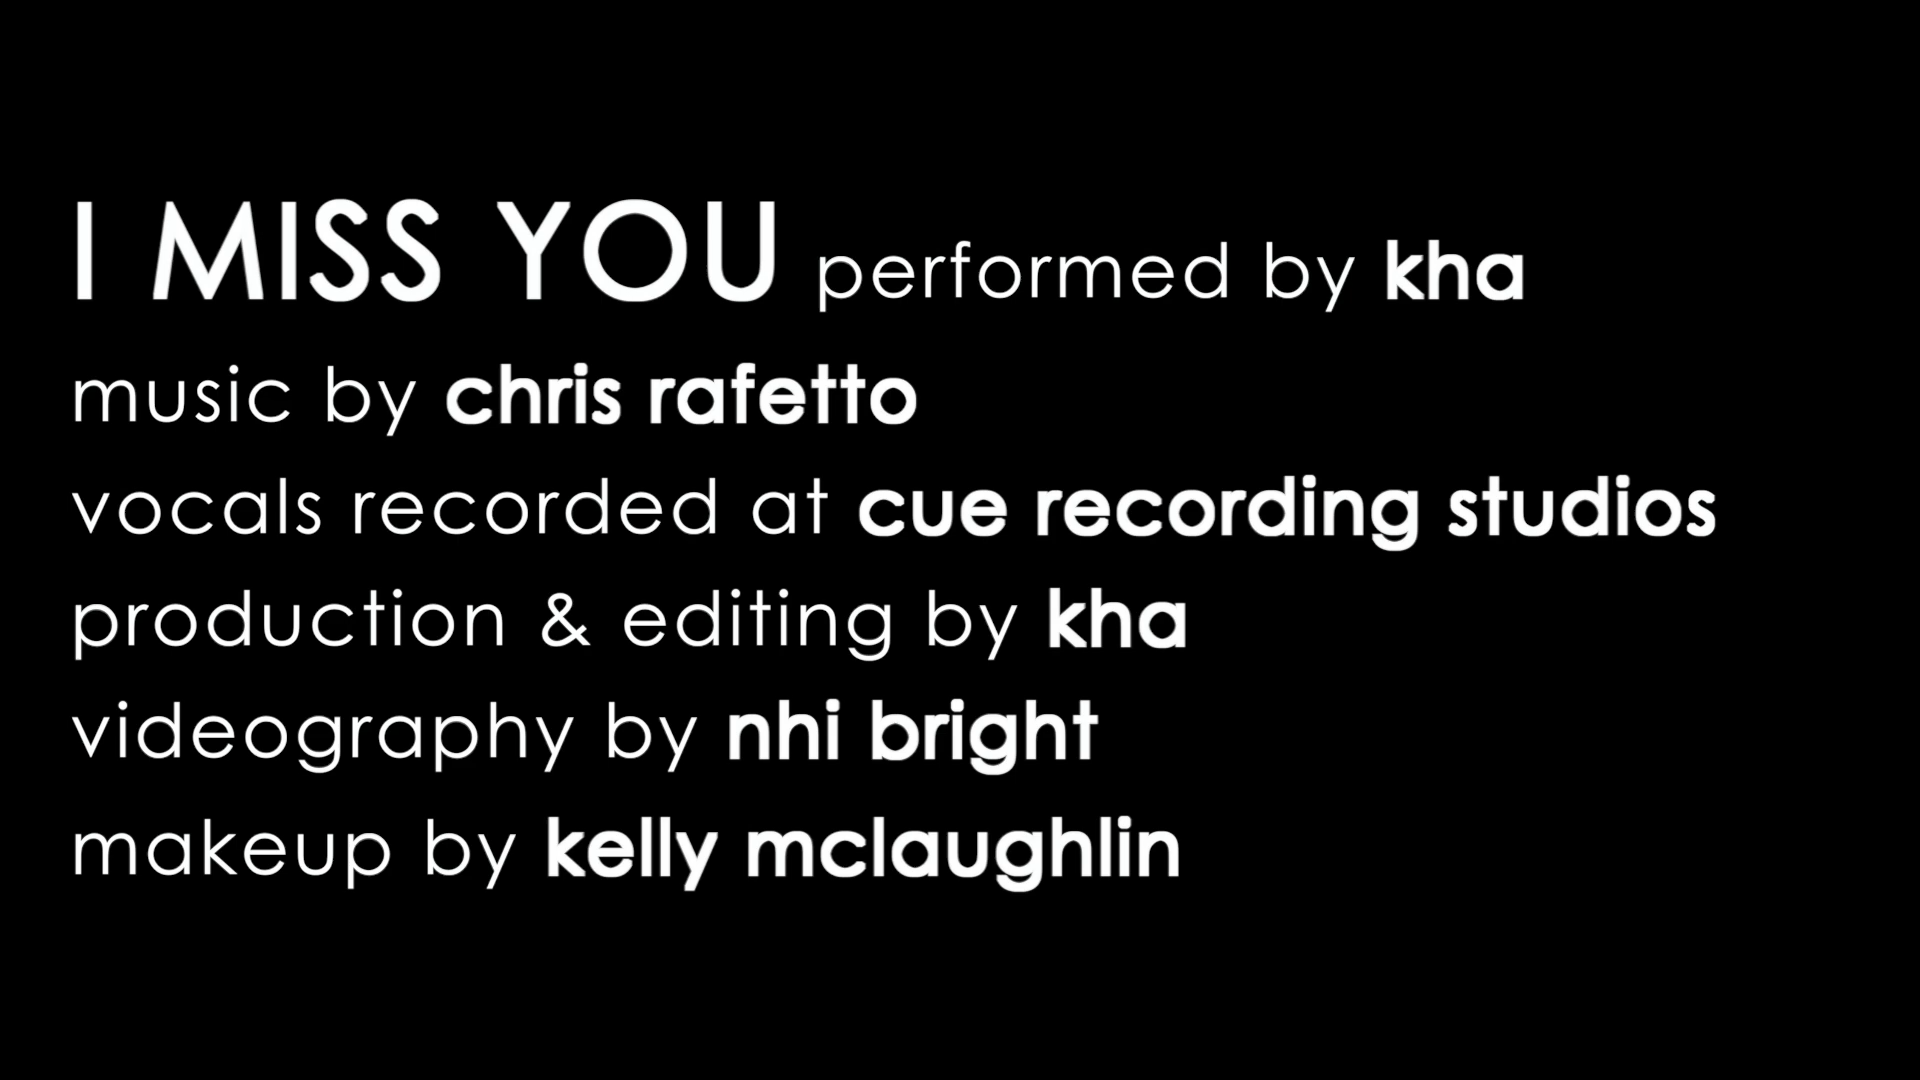 I MISS YOU performed by kha
music by chris rafetto
vocals recorded at cue recording studios
production & editing by kha
videography by nhi bright
makeup by kelly mclaughlin